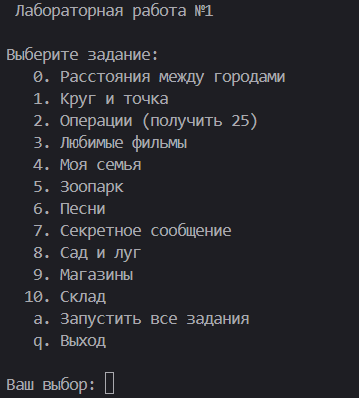 Лабораторная работа №1
Выберите задание:
0. Расстояния между городами
1. Круг и точка
2. Операции (получить 25)
3. Любимые фильмы
4. Моя семья
5. Зоопарк
6. Песни
7. Секретное сообщение
8. Сад и луг
9. Магазины
10. Склад
a. Запустить все задания
q. Выход
Ваш выбор: